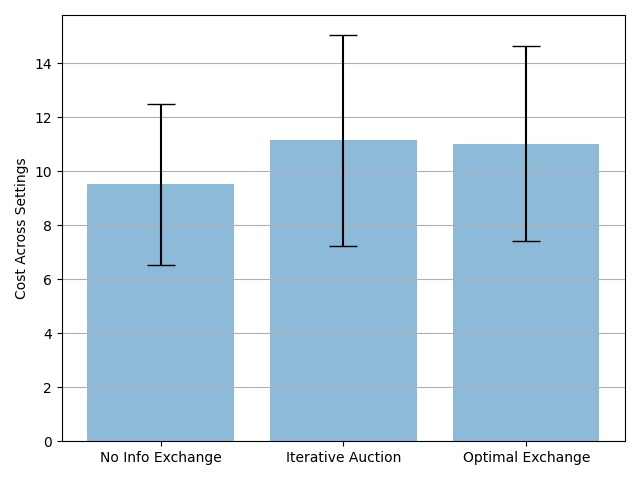 Cost Across Settings
14
12
10
8
6
4
2
0
No Info Exchange
Iterative Auction
Optimal Exchange